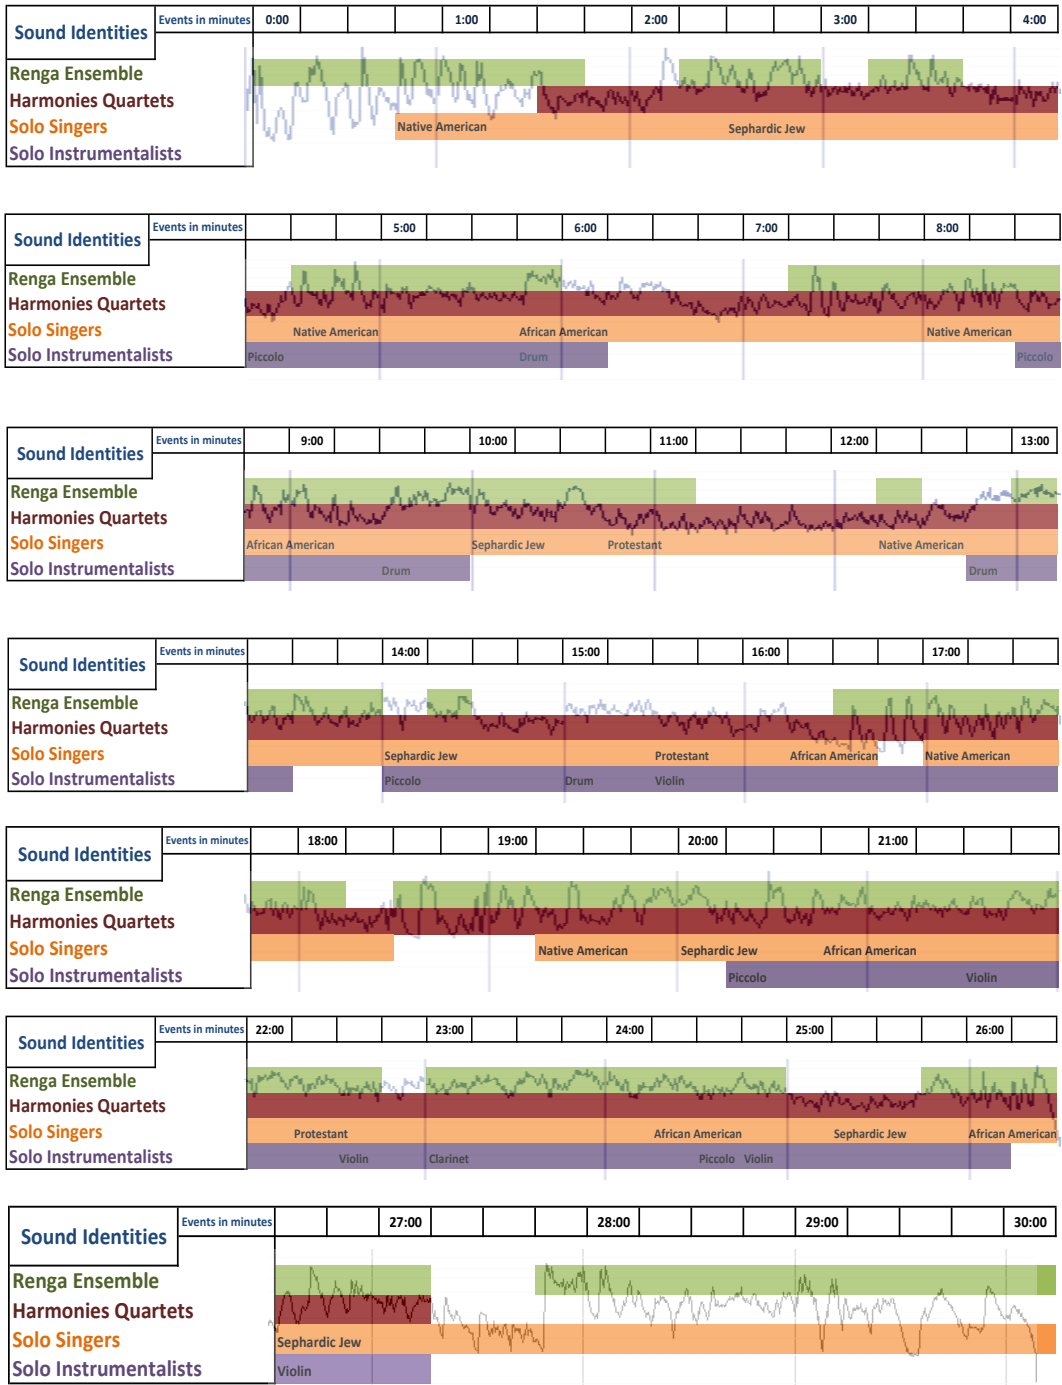 Sound Identities Events in minutes 0:00 1:00 2:00 3:00 4:00
Renga Ensemble
Harmonies Quartets
Solo Singers Native American Sephardic Jew
Solo Instrumentalists
Sound Identities Events in minutes 5:00 6:00 7:00 8:00
Renga Ensemble
Harmonies Quartets
Solo Singers Native American African American Native American
Solo Instrumentalists Piccolo Drum Piccolo
Sound Identities Events in minutes 9:00 10:00 11:00 12:00 13:00
Renga Ensemble
Harmonies Quartets
Solo Singers African American Sephardic Jew Protestant Native American
Solo Instrumentalists Drum Drum
Sound Identities Events in minutes 14:00 15:00 16:00 17:00
Renga Ensemble
Harmonies Quartets
Solo Singers Sephardic Jew Protestant African American Native American
Solo Instrumentalists Piccolo Drum Violin
Sound Identities Events in minutes 18:00 19:00 20:00 21:00
Renga Ensemble
Harmonies Quartets
Solo Singers Native American Sephardic Jew African American
Solo Instrumentalists Piccolo Violin
Sound Identities Events in minutes 22:00 23:00 24:00 25:00 26:00
Renga Ensemble
Harmonies Quartets
Solo Singers Protestant African American Sephardic Jew African American
Solo Instrumentalists Violin Clarinet Piccolo Violin
Sound Identities Events in minutes 27:00 28:00 29:00 30:00
Renga Ensemble
Harmonies Quartets
Solo Singers Sephardic Jew
Solo Instrumentalists Violin